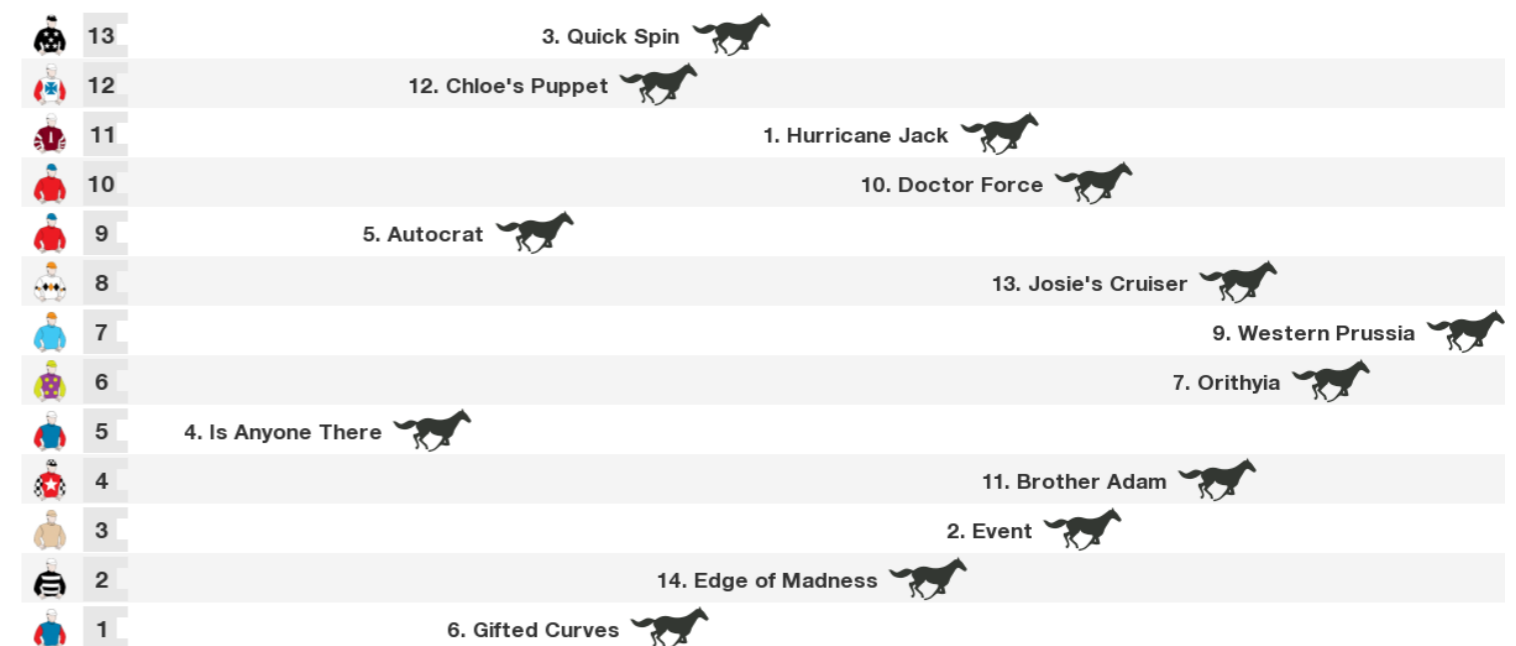 13 3. Quick Spin
12 12. Chloe's Puppet
11 1. Hurricane Jack
10 10. Doctor Force
9 5. Autocrat
8 13. Josie's Cruiser
7 9. Western Prussia
6 7. Orithyia
5 4. Is Anyone There
4 11. Brother Adam
3 2. Event
2 14. Edge of Madness
1 6. Gifted Curves